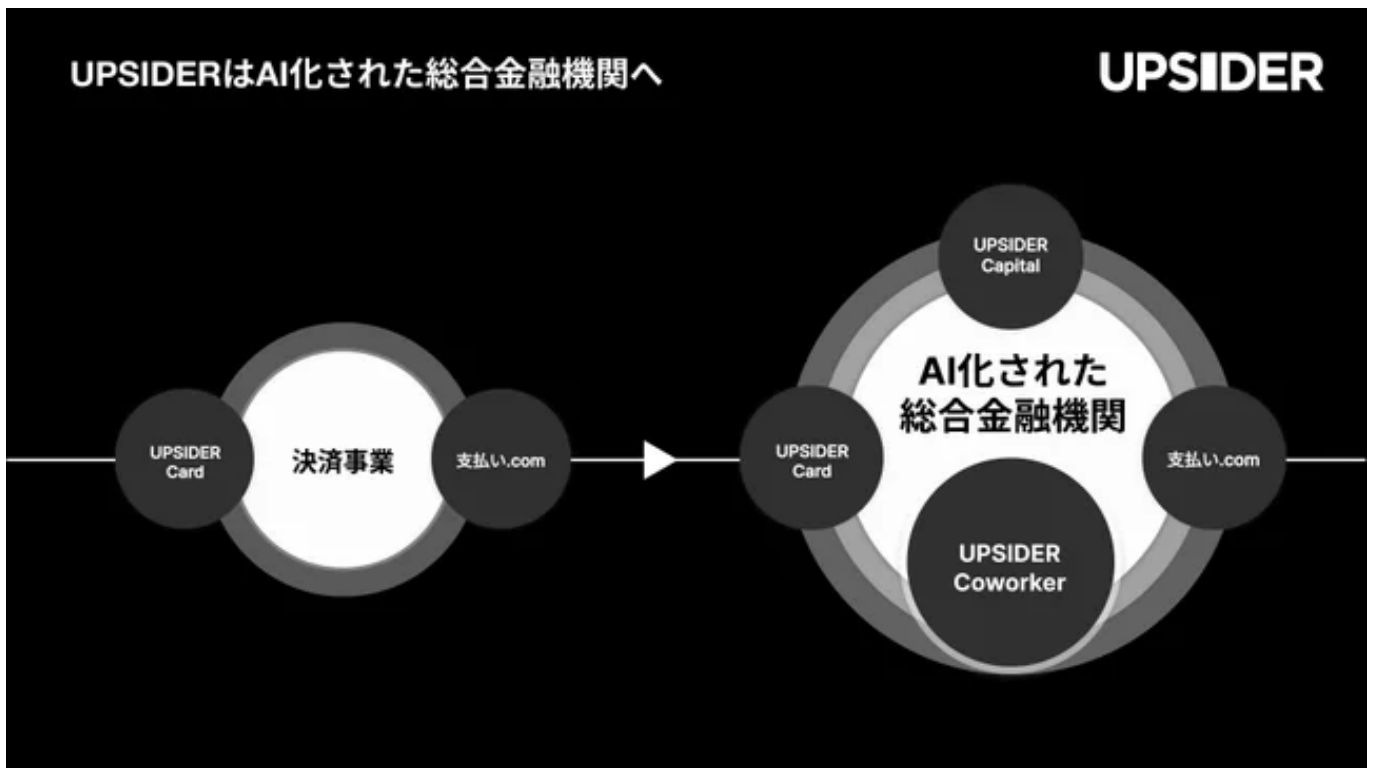 UPSIDERはAI化された総合金融機関へ
UPSIDER
UPSIDER
Card
決済事業
支払い.com
UPSIDER
Capital
AI化された
総合金融機関
UPSIDER
Card
支払い.com
UPSIDER
Coworker